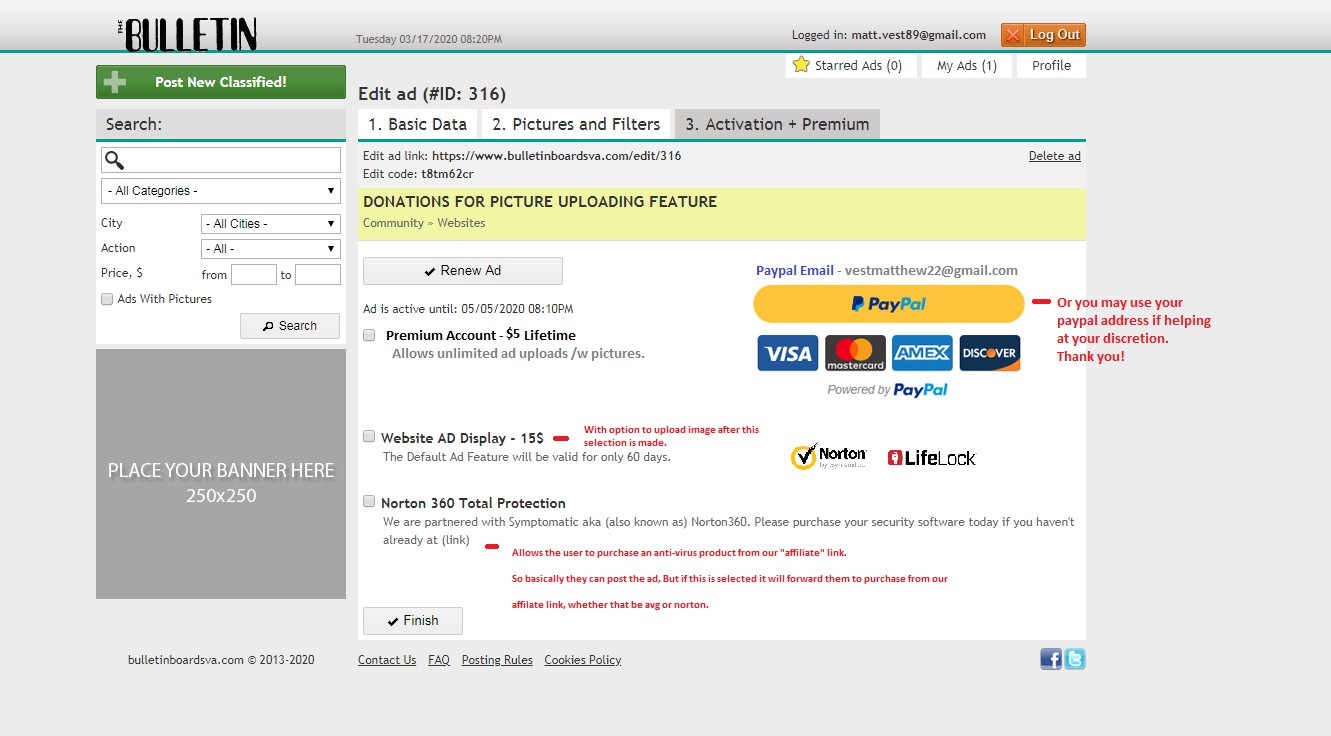 THE BULLETIN
Tuesday 03/17/2020 08:20PM
Logged in: matt.vest89@gmail.com
Log Out
Starred Ads (0)
My Ads (1)
Profile
Post New Classified!
Search:
- All Categories -
City - All Cities -
Action - All -
Price, $ from to
Ads With Pictures
Search
PLACE YOUR BANNER HERE
250x250
Edit ad (#ID: 316)
1. Basic Data
2. Pictures and Filters
3. Activation + Premium
Edit ad link: https://www.bulletinboardsva.com/edit/316
Delete ad
Edit code: t8tm62cr
DONATIONS FOR PICTURE UPLOADING FEATURE
Community » Websites
Renew Ad
Ad is active until: 05/05/2020 08:10PM
Premium Account - $5 Lifetime
Allows unlimited ad uploads /w pictures.
Paypal Email - vestmatthew22@gmail.com
PayPal
Or you may use your
paypal address if helping
at your discretion.
Thank you!
VISA
mastercard
AMEX
DISCOVER
Powered by PayPal
Website AD Display - 15$
With option to upload image after this
selection is made.
The Default Ad Feature will be valid for only 60 days.
Norton
by Symantec
LifeLock
Norton 360 Total Protection
We are partnered with Symptomatic aka (also known as) Norton360. Please purchase your security software today if you haven't
already at (link)
Allows the user to purchase an anti-virus product from our "affiliate" link.
So basically they can post the ad, But if this is selected it will forward them to purchase from our
affilate link, whether that be avg or norton.
Finish
bulletinboardsva.com © 2013-2020
Contact Us
FAQ
Posting Rules
Cookies Policy